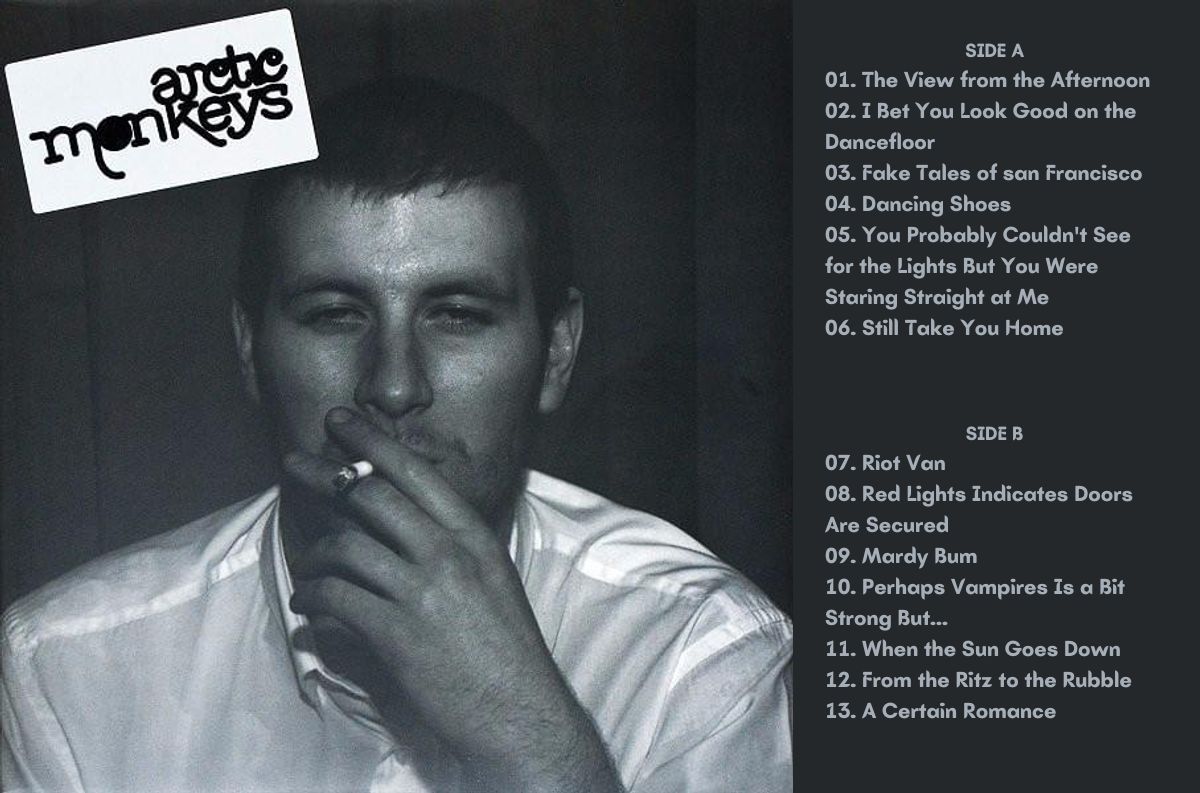 arctic
monkeys
SIDE A
01. The View from the Afternoon
02. I Bet You Look Good on the
Dancefloor
03. Fake Tales of san Francisco
04. Dancing Shoes
05. You Probably Couldn't See
for the Lights But You Were
Staring Straight at Me
06. Still Take You Home
SIDE B
07. Riot Van
08. Red Lights Indicates Doors
Are Secured
09. Mardy Bum
10. Perhaps Vampires Is a Bit
Strong But...
11. When the Sun Goes Down
12. From the Ritz to the Rubble
13. A Certain Romance